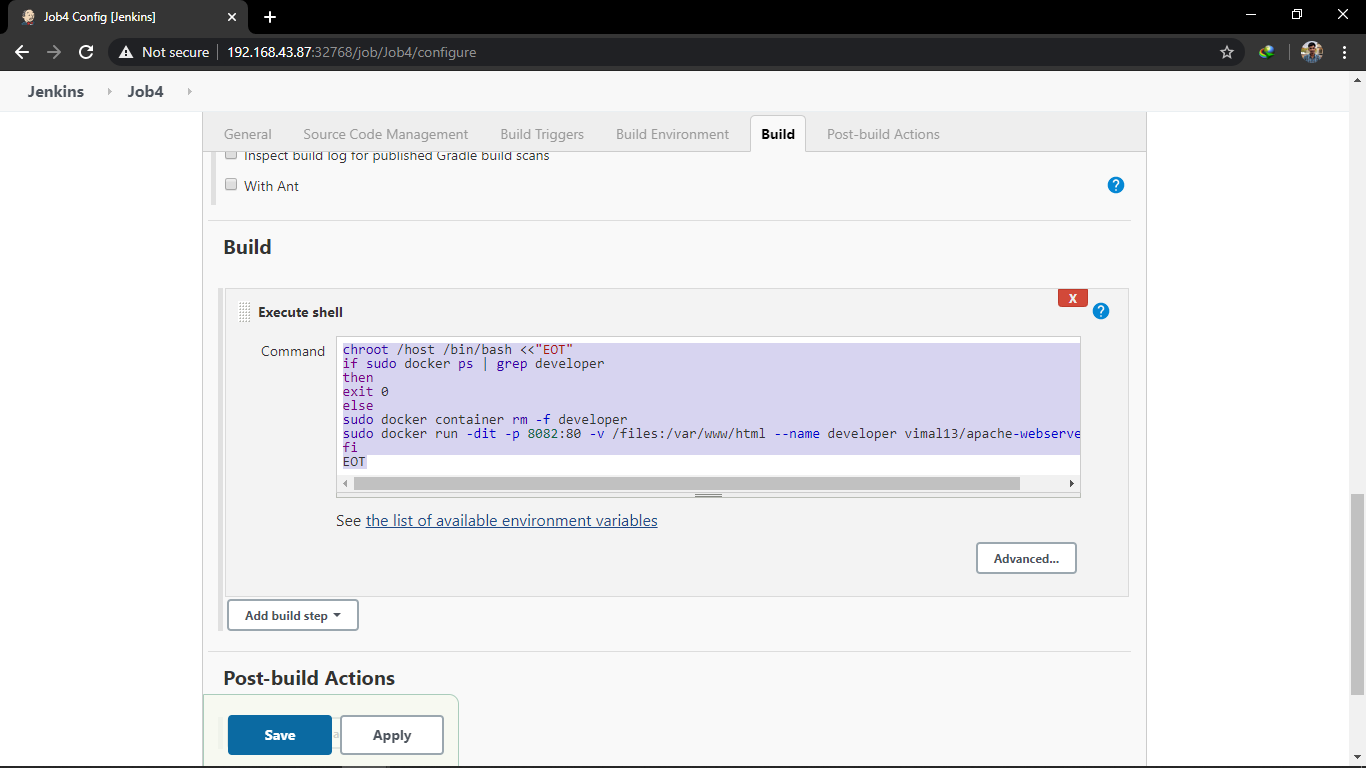 Job4 Config [Jenkins]
Not secure
192.168.43.87:32768/job/Job4/configure
Jenkins
Job4
General
Source Code Management
Build Triggers
Build Environment
Build
Post-build Actions
Inspect build log for published Gradle build scans
With Ant
?
Build
X
Execute shell
?
Command
chroot /host /bin/bash <<"EOT"
if sudo docker ps | grep developer
then
exit 0
else
sudo docker container rm -f developer
sudo docker run -dit -p 8082:80 -v /files:/var/www/html --name developer vimal13/apache-webserve
fi
EOT
See the list of available environment variables
Advanced...
Add build step
Post-build Actions
Save
Apply